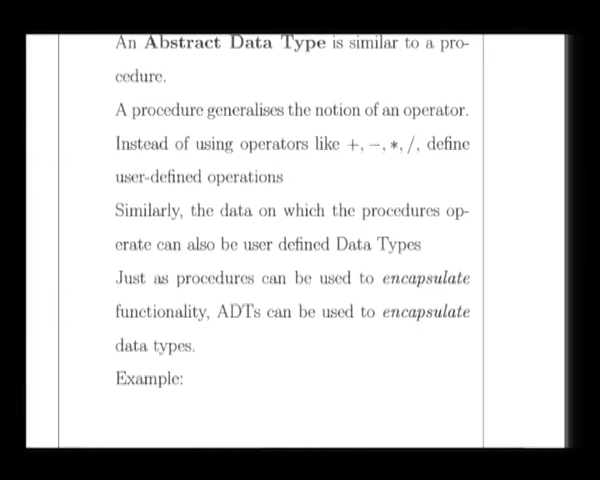 An Abstract Data Type is similar to a pro-
cedure.
A procedure generalises the notion of an operator.
Instead of using operators like +, −, *, /, define
user-defined operations
Similarly, the data on which the procedures op-
erate can also be user defined Data Types
Just as procedures can be used to encapsulate
functionality, ADTs can be used to encapsulate
data types.
Example: